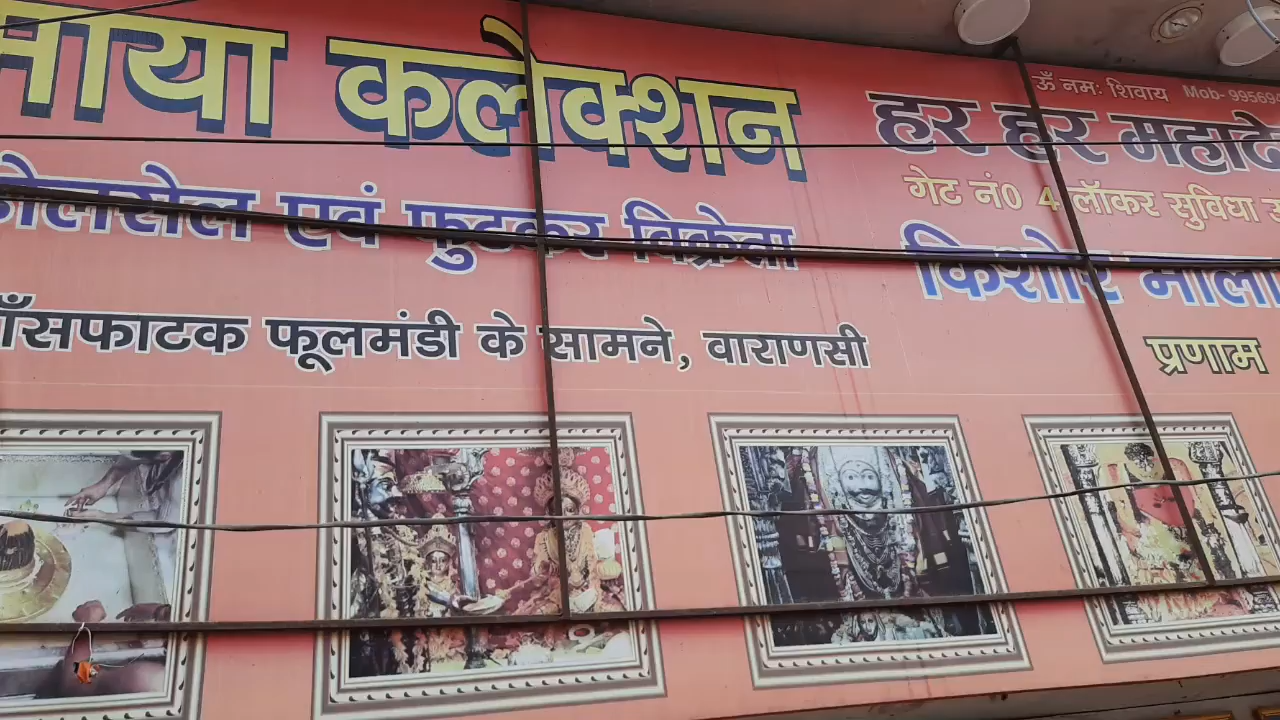 माया कलेक्शन
होलसेल एवं फुटकर विक्रेता
बाँसफाटक फूलमंडी के सामने, वाराणसी
ॐ नमः शिवाय Mob- 99569
हर हर महादे
गेट नं0 4 लॉकर सुविधा
किशोर माला
प्रणाम